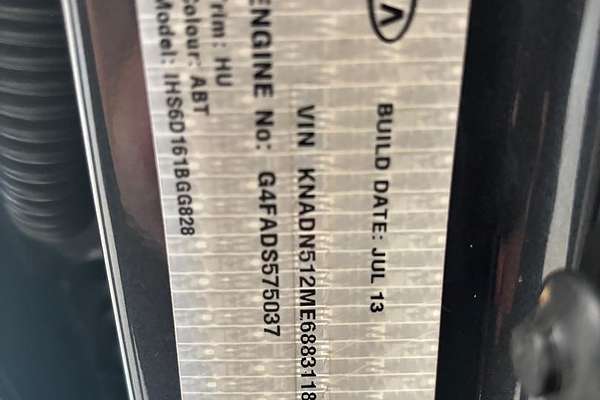 BUILD DATE: JUL 13
VIN KNADN512ME6883118
ENGINE No: G4FADS575037
Trim: HU
Colour: ABT
Model: IHS6D161BGG828